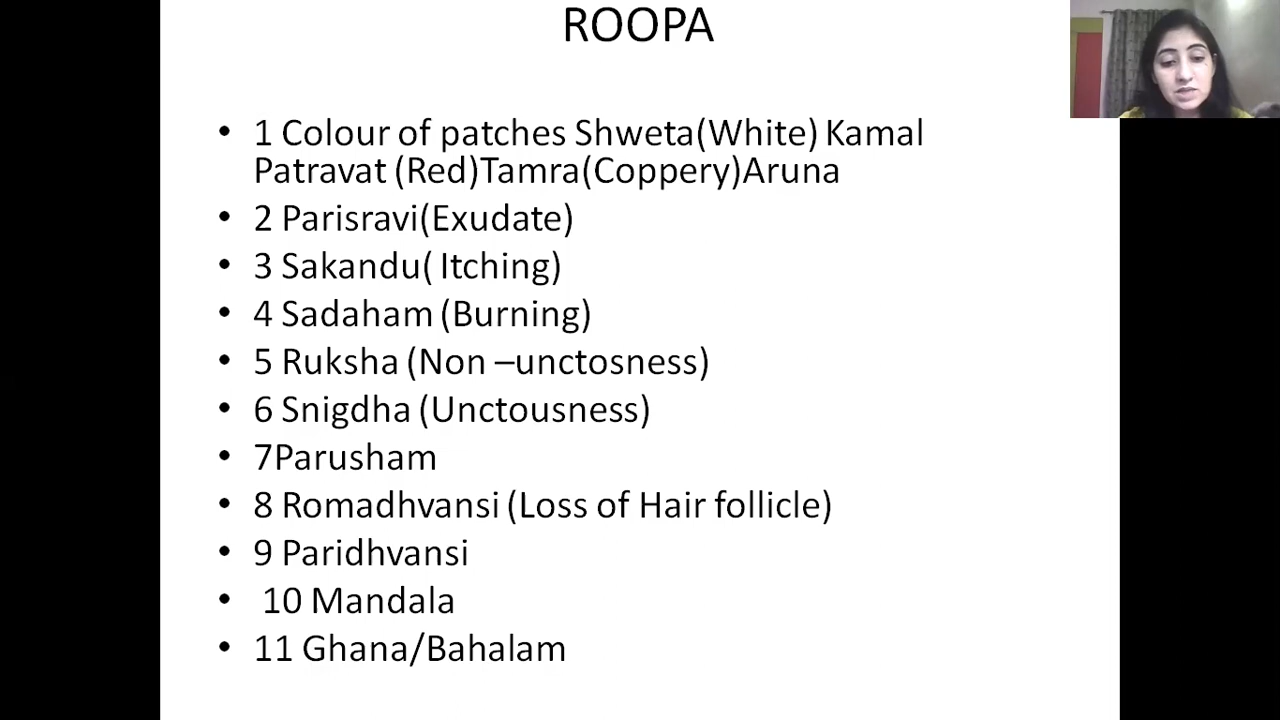 ROOPA
• 1 Colour of patches Shweta(White) Kamal
Patravat (Red)Tamra(Coppery)Aruna
• 2 Parisravi(Exudate)
• 3 Sakandu( Itching)
• 4 Sadaham (Burning)
• 5 Ruksha (Non –unctosness)
• 6 Snigdha (Unctousness)
• 7Parusham
• 8 Romadhvansi (Loss of Hair follicle)
• 9 Paridhvansi
• 10 Mandala
• 11 Ghana/Bahalam